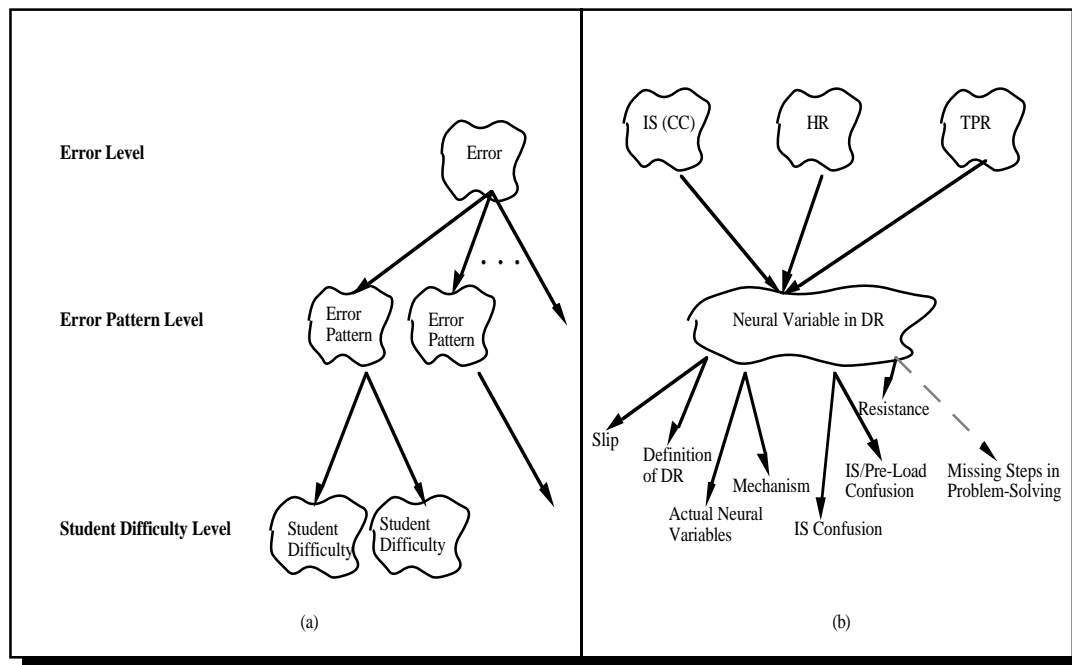 Error Level
Error
. . .
Error Pattern Level
Error
Pattern
Error
Pattern
Student Difficulty Level
Student
Difficulty
Student
Difficulty
(a)
IS (CC)
HR
TPR
Neural Variable in DR
Slip
Definition
of DR
Actual Neural
Variables
Mechanism
IS Confusion
IS/Pre-Load
Confusion
Resistance
Missing Steps in
Problem-Solving
(b)